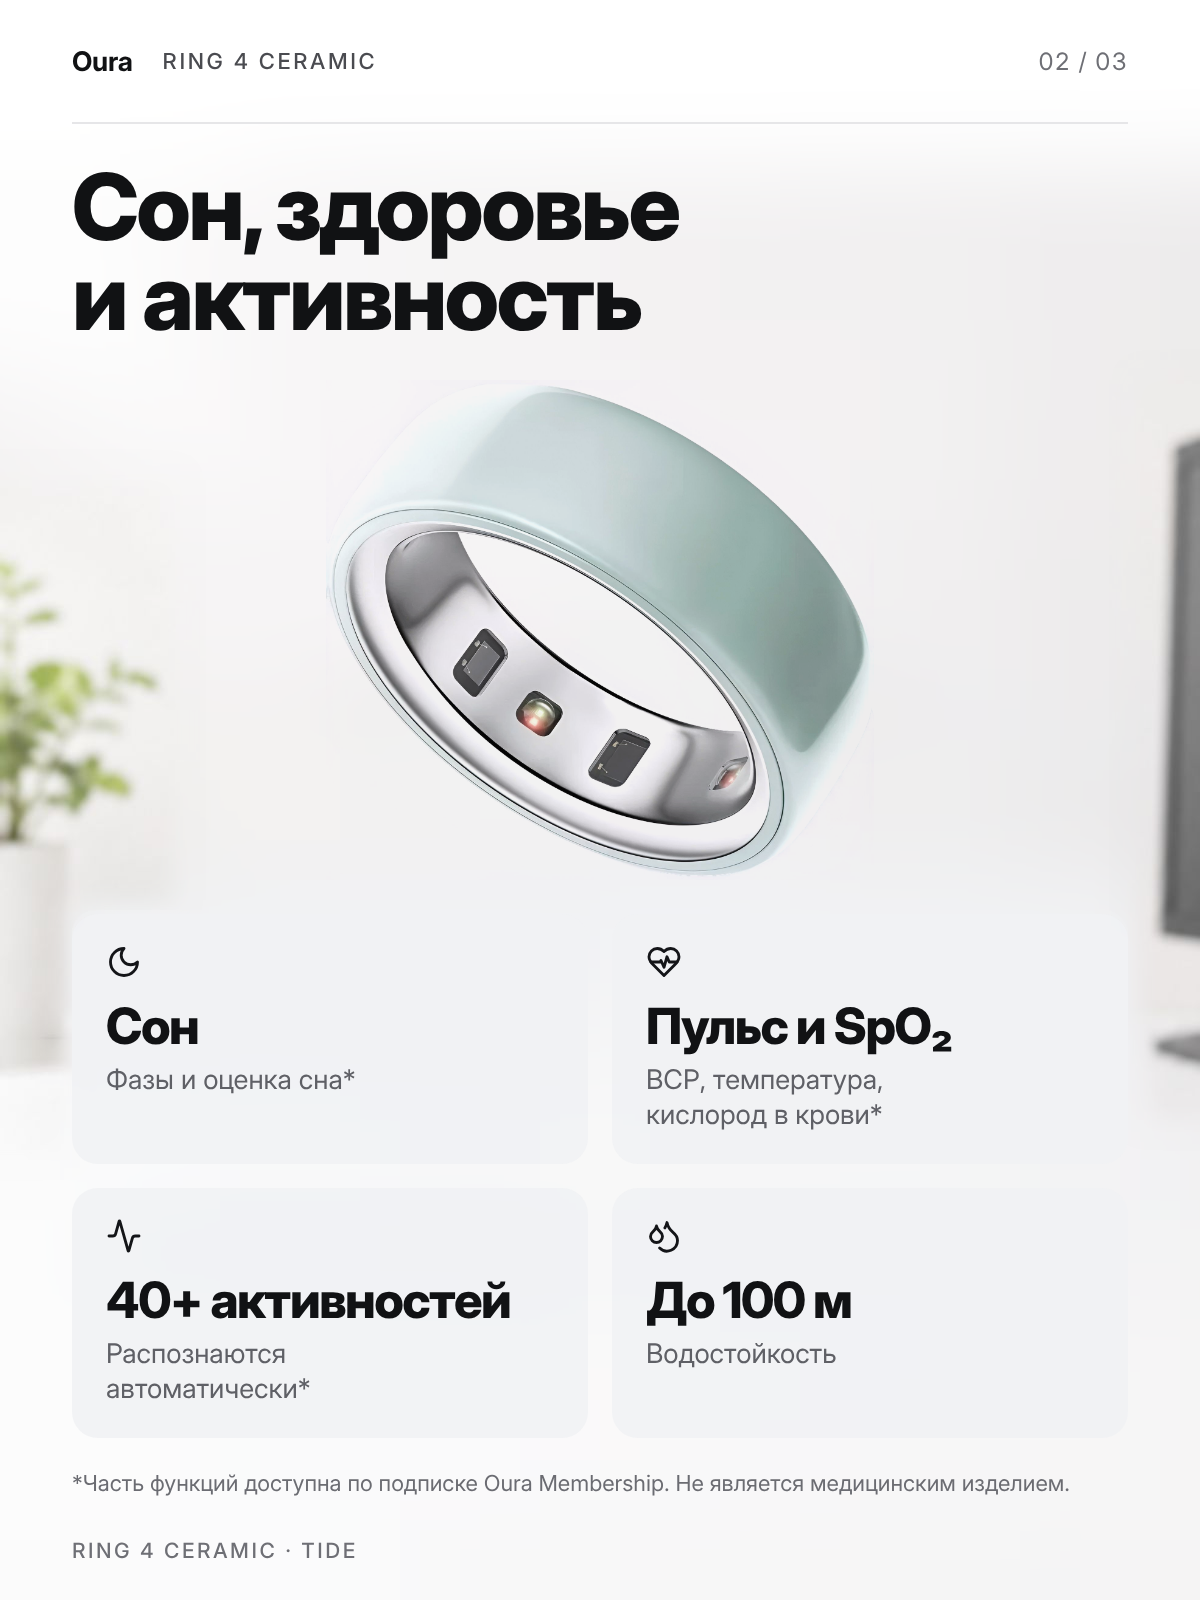 Oura RING 4 CERAMIC 02 / 03
Сон, здоровье
и активность
Сон
Фазы и оценка сна*
Пульс и SpO₂
ВСР, температура,
кислород в крови*
40+ активностей
Распознаются
автоматически*
До 100 м
Водостойкость
*Часть функций доступна по подписке Oura Membership. Не является медицинским изделием.
RING 4 CERAMIC · TIDE